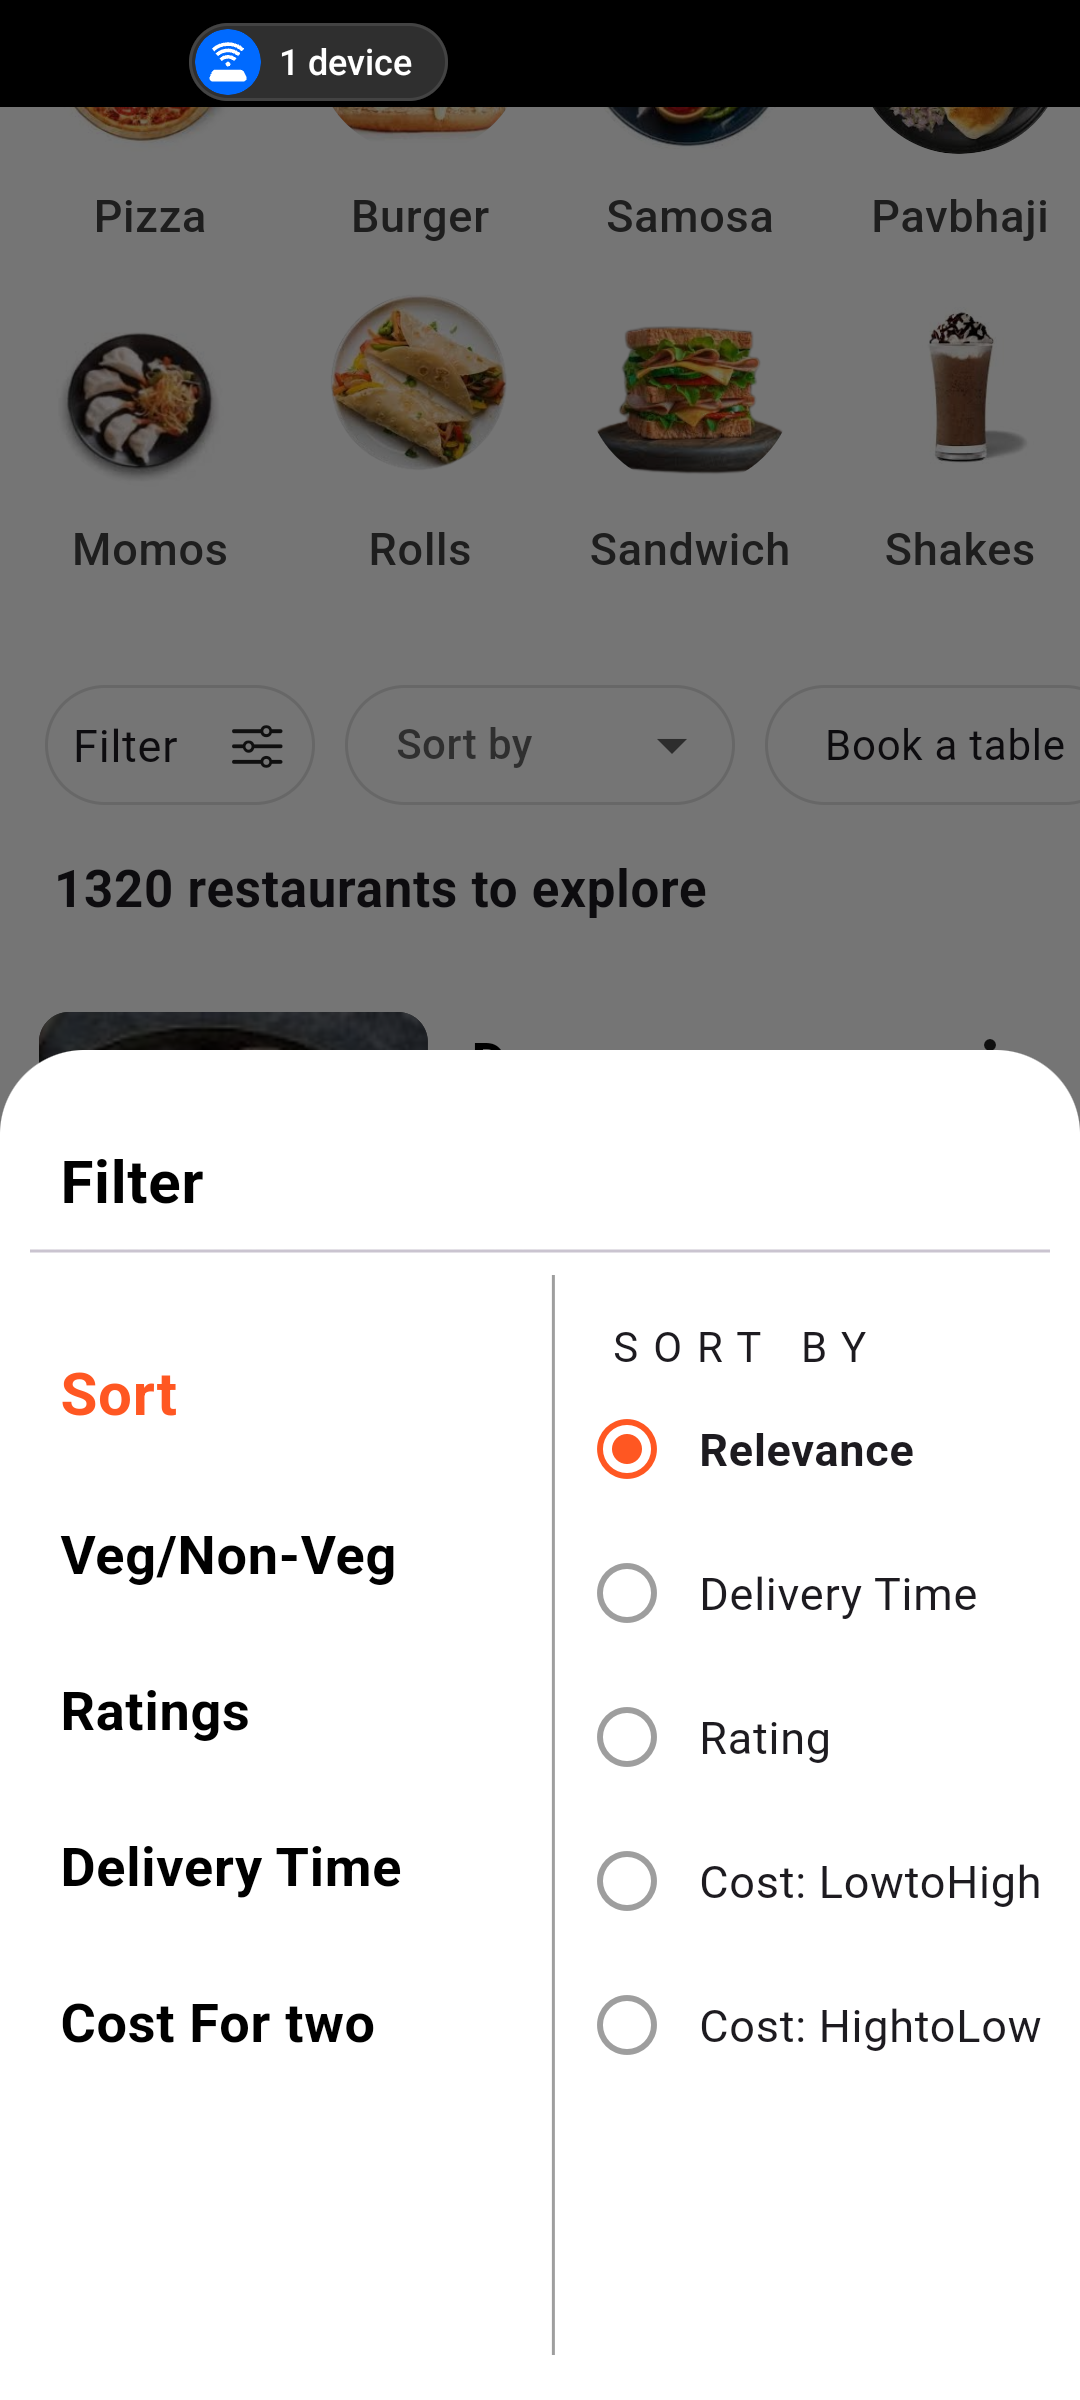 1 device
Pizza Burger Samosa Pavbhaji
Momos Rolls Sandwich Shakes
Filter Sort by Book a table
1320 restaurants to explore
Filter
SORT BY
Sort
Relevance
Veg/Non-Veg
Delivery Time
Ratings
Rating
Delivery Time
Cost: LowtoHigh
Cost For two
Cost: HightoLow